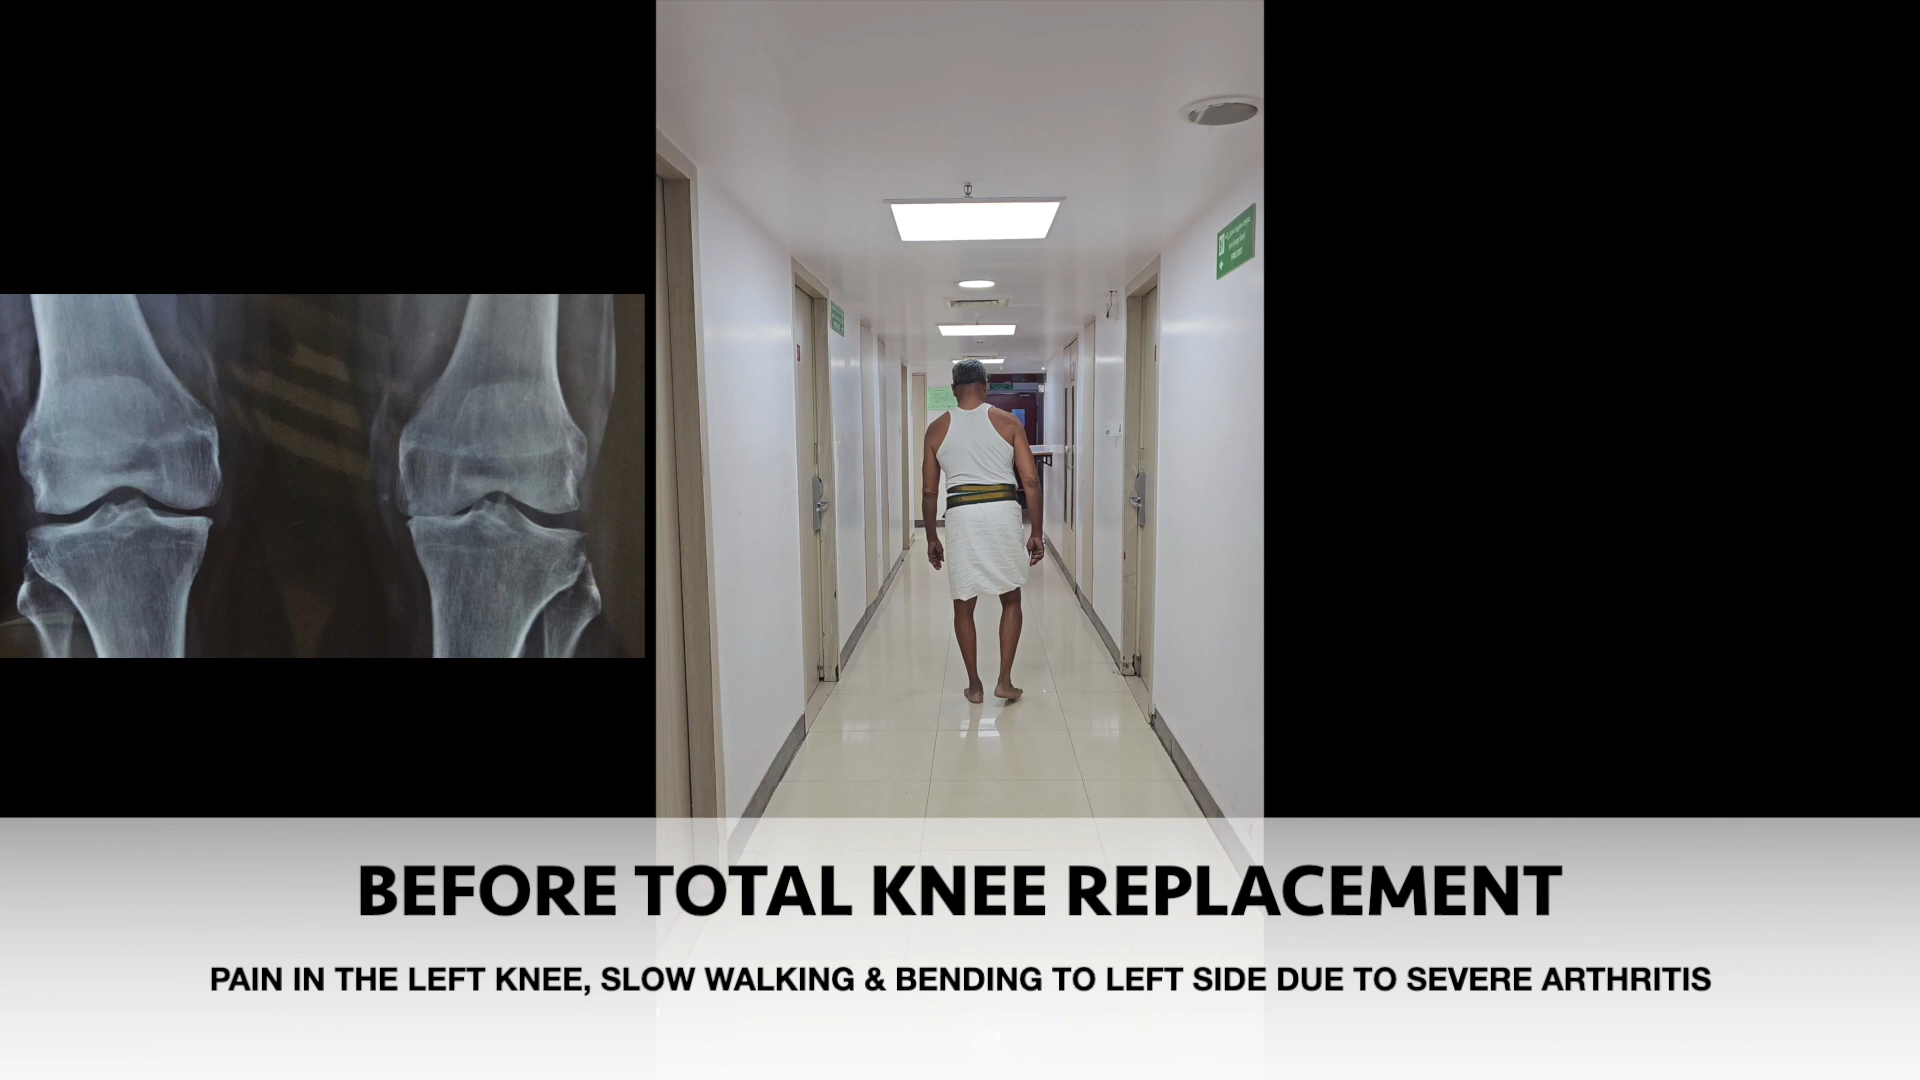 BEFORE TOTAL KNEE REPLACEMENT
PAIN IN THE LEFT KNEE, SLOW WALKING & BENDING TO LEFT SIDE DUE TO SEVERE ARTHRITIS